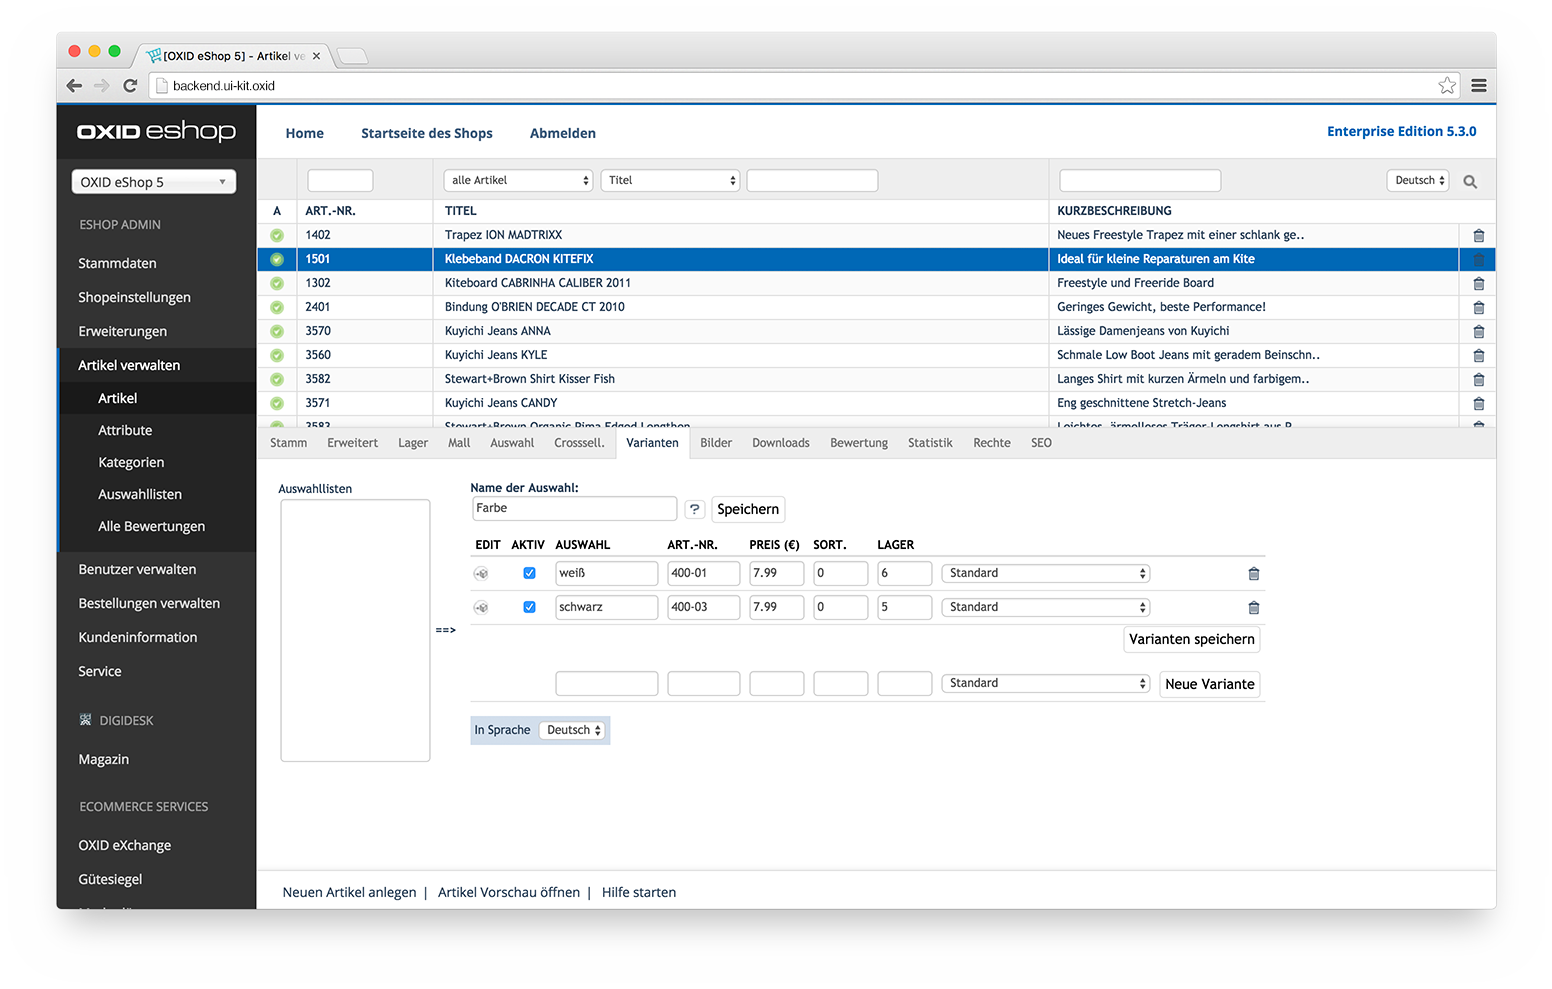 [OXID eShop 5] - Artikel ve
backend.ui-kit.oxid
OXID eshop
Home Startseite des Shops Abmelden
Enterprise Edition 5.3.0
OXID eShop 5
ESHOP ADMIN
Stammdaten
Shopeinstellungen
Erweiterungen
Artikel verwalten
Artikel
Attribute
Kategorien
Auswahllisten
Alle Bewertungen
Benutzer verwalten
Bestellungen verwalten
Kundeninformation
Service
DIGIDESK
Magazin
ECOMMERCE SERVICES
OXID eXchange
Gütesiegel
alle Artikel Titel Deutsch
A ART.-NR. TITEL KURZBESCHREIBUNG
1402 Trapez ION MADTRIXX Neues Freestyle Trapez mit einer schlank ge..
1501 Klebeband DACRON KITEFIX Ideal für kleine Reparaturen am Kite
1302 Kiteboard CABRINHA CALIBER 2011 Freestyle und Freeride Board
2401 Bindung O'BRIEN DECADE CT 2010 Geringes Gewicht, beste Performance!
3570 Kuyichi Jeans ANNA Lässige Damenjeans von Kuyichi
3560 Kuyichi Jeans KYLE Schmale Low Boot Jeans mit geradem Beinschn..
3582 Stewart+Brown Shirt Kisser Fish Langes Shirt mit kurzen Ärmeln und farbigem..
3571 Kuyichi Jeans CANDY Eng geschnittene Stretch-Jeans
Stamm Erweitert Lager Mall Auswahl Crosssell. Varianten Bilder Downloads Bewertung Statistik Rechte SEO
Auswahllisten
==>
Name der Auswahl:
Farbe ? Speichern
EDIT AKTIV AUSWAHL ART.-NR. PREIS (€) SORT. LAGER
weiß 400-01 7.99 0 6 Standard
schwarz 400-03 7.99 0 5 Standard
Varianten speichern
Standard Neue Variante
In Sprache Deutsch
Neuen Artikel anlegen | Artikel Vorschau öffnen | Hilfe starten